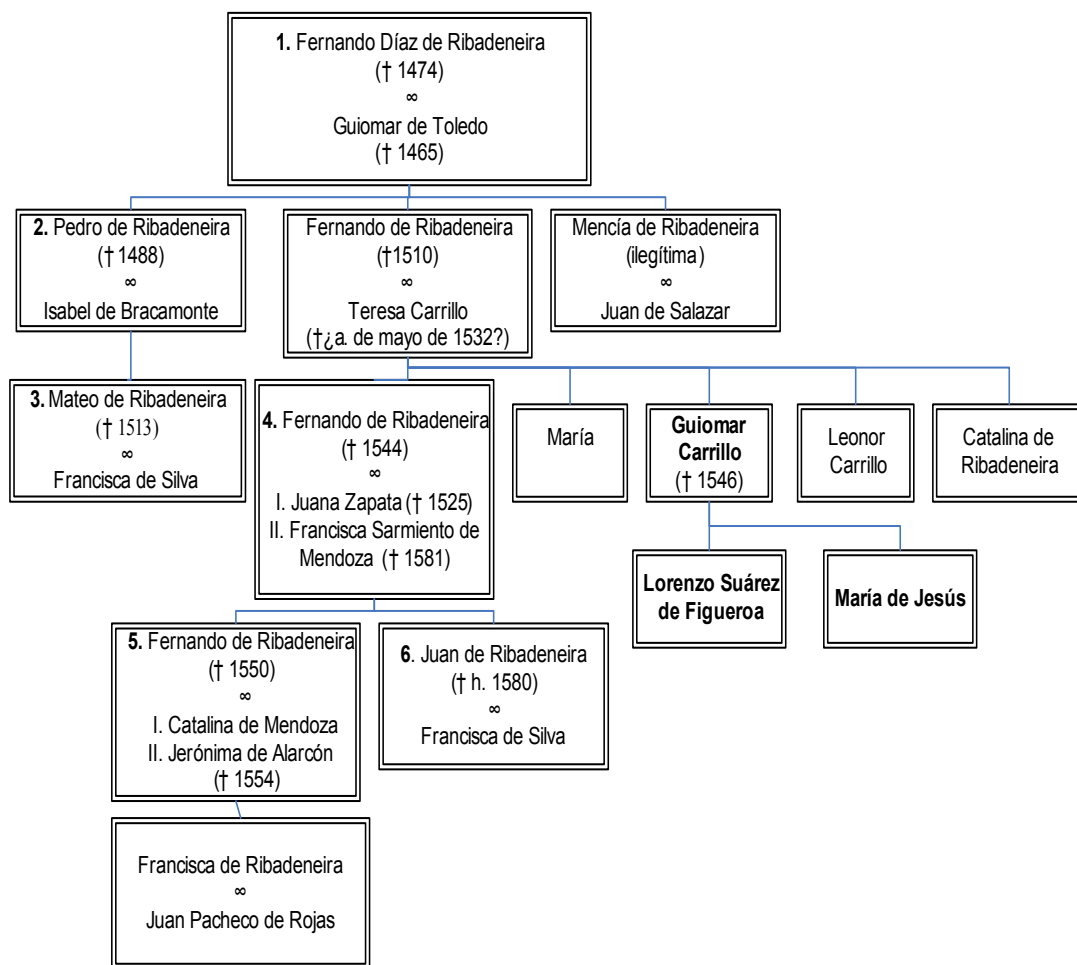 1. Fernando Díaz de Ribadeneira
(† 1474)
∞
Guiomar de Toledo
(† 1465)
2. Pedro de Ribadeneira
(† 1488)
∞
Isabel de Bracamonte
Fernando de Ribadeneira
(†1510)
∞
Teresa Carrillo
(†¿a. de mayo de 1532?)
Mencía de Ribadeneira
(ilegítima)
∞
Juan de Salazar
3. Mateo de Ribadeneira
(† 1513)
∞
Francisca de Silva
4. Fernando de Ribadeneira
(† 1544)
∞
I. Juana Zapata († 1525)
II. Francisca Sarmiento de
Mendoza († 1581)
María
Guiomar
Carrillo
(† 1546)
Leonor
Carrillo
Catalina de
Ribadeneira
Lorenzo Suárez
de Figueroa
María de Jesús
5. Fernando de Ribadeneira
(† 1550)
∞
I. Catalina de Mendoza
II. Jerónima de Alarcón
(† 1554)
6. Juan de Ribadeneira
(† h. 1580)
∞
Francisca de Silva
Francisca de Ribadeneira
∞
Juan Pacheco de Rojas